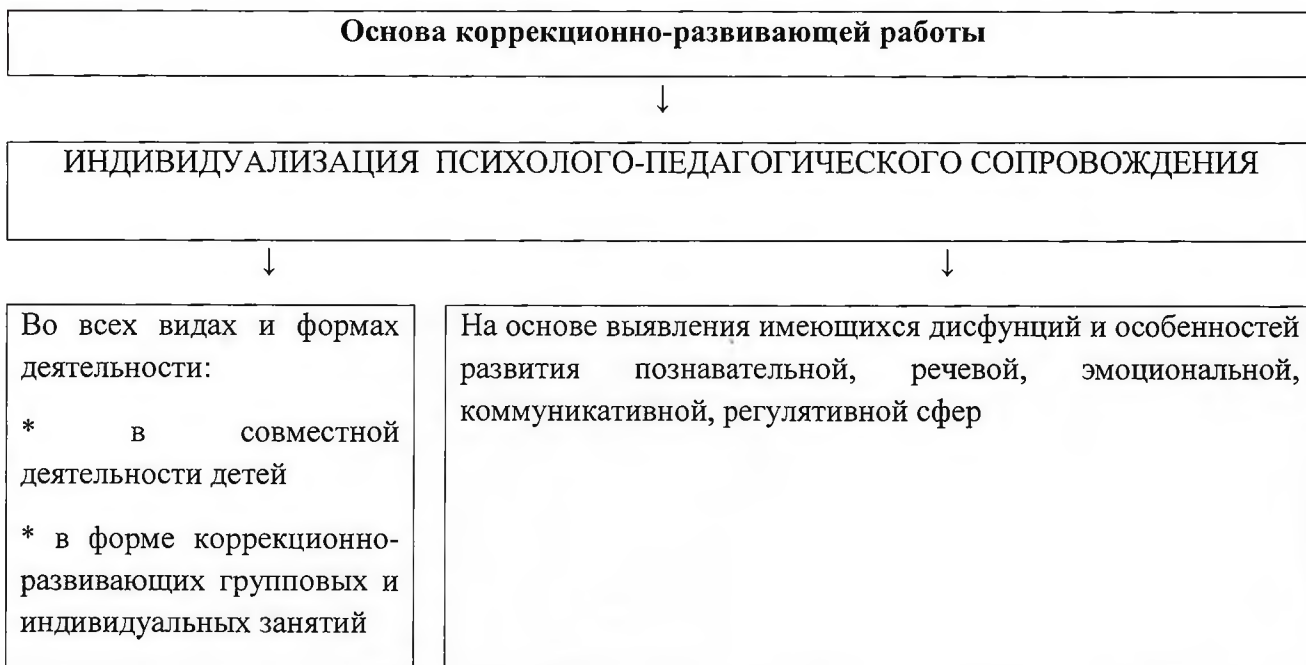 Основа коррекционно-развивающей работы
↓
ИНДИВИДУАЛИЗАЦИЯ ПСИХОЛОГО-ПЕДАГОГИЧЕСКОГО СОПРОВОЖДЕНИЯ
↓ ↓
Во всех видах и формах
деятельности:
* в совместной
деятельности детей
* в форме коррекционно-
развивающих групповых и
индивидуальных занятий
На основе выявления имеющихся дисфунций и особенностей
развития познавательной, речевой, эмоциональной,
коммуникативной, регулятивной сфер